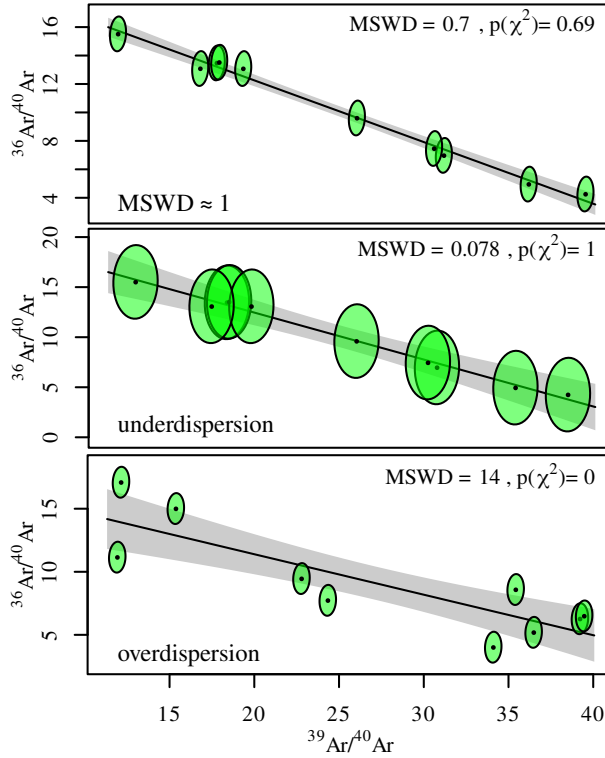 MSWD = 0.7 , p(χ²)= 0.69
16
12
8
4
³⁶Ar/⁴⁰Ar
MSWD ≈ 1
MSWD = 0.078 , p(χ²)= 1
20
15
10
5
0
³⁶Ar/⁴⁰Ar
underdispersion
MSWD = 14 , p(χ²)= 0
15
10
5
³⁶Ar/⁴⁰Ar
overdispersion
15 20 25 30 35 40
³⁹Ar/⁴⁰Ar